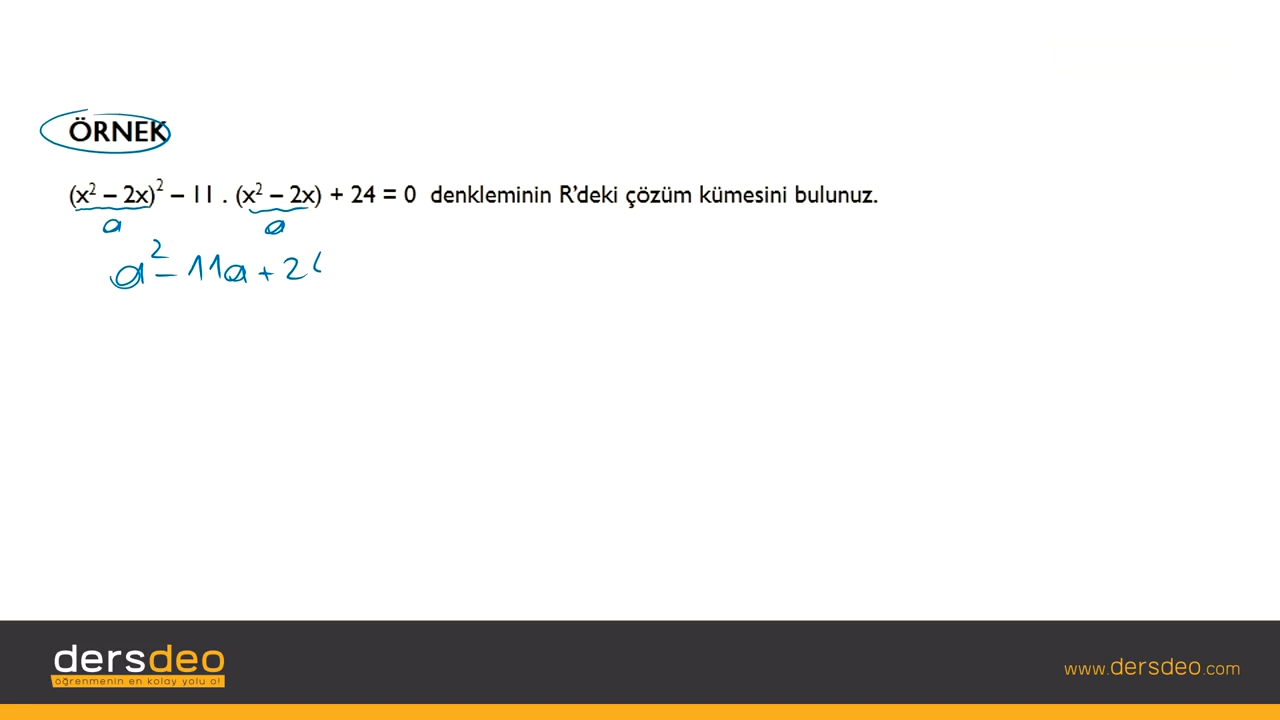 ÖRNEK
(x² – 2x)² – 11 . (x² – 2x) + 24 = 0 denkleminin R’deki çözüm kümesini bulunuz.
a a
a² – 11a + 2
dersdeo
öğrenmenin en kolay yolu o!
www.dersdeo.com